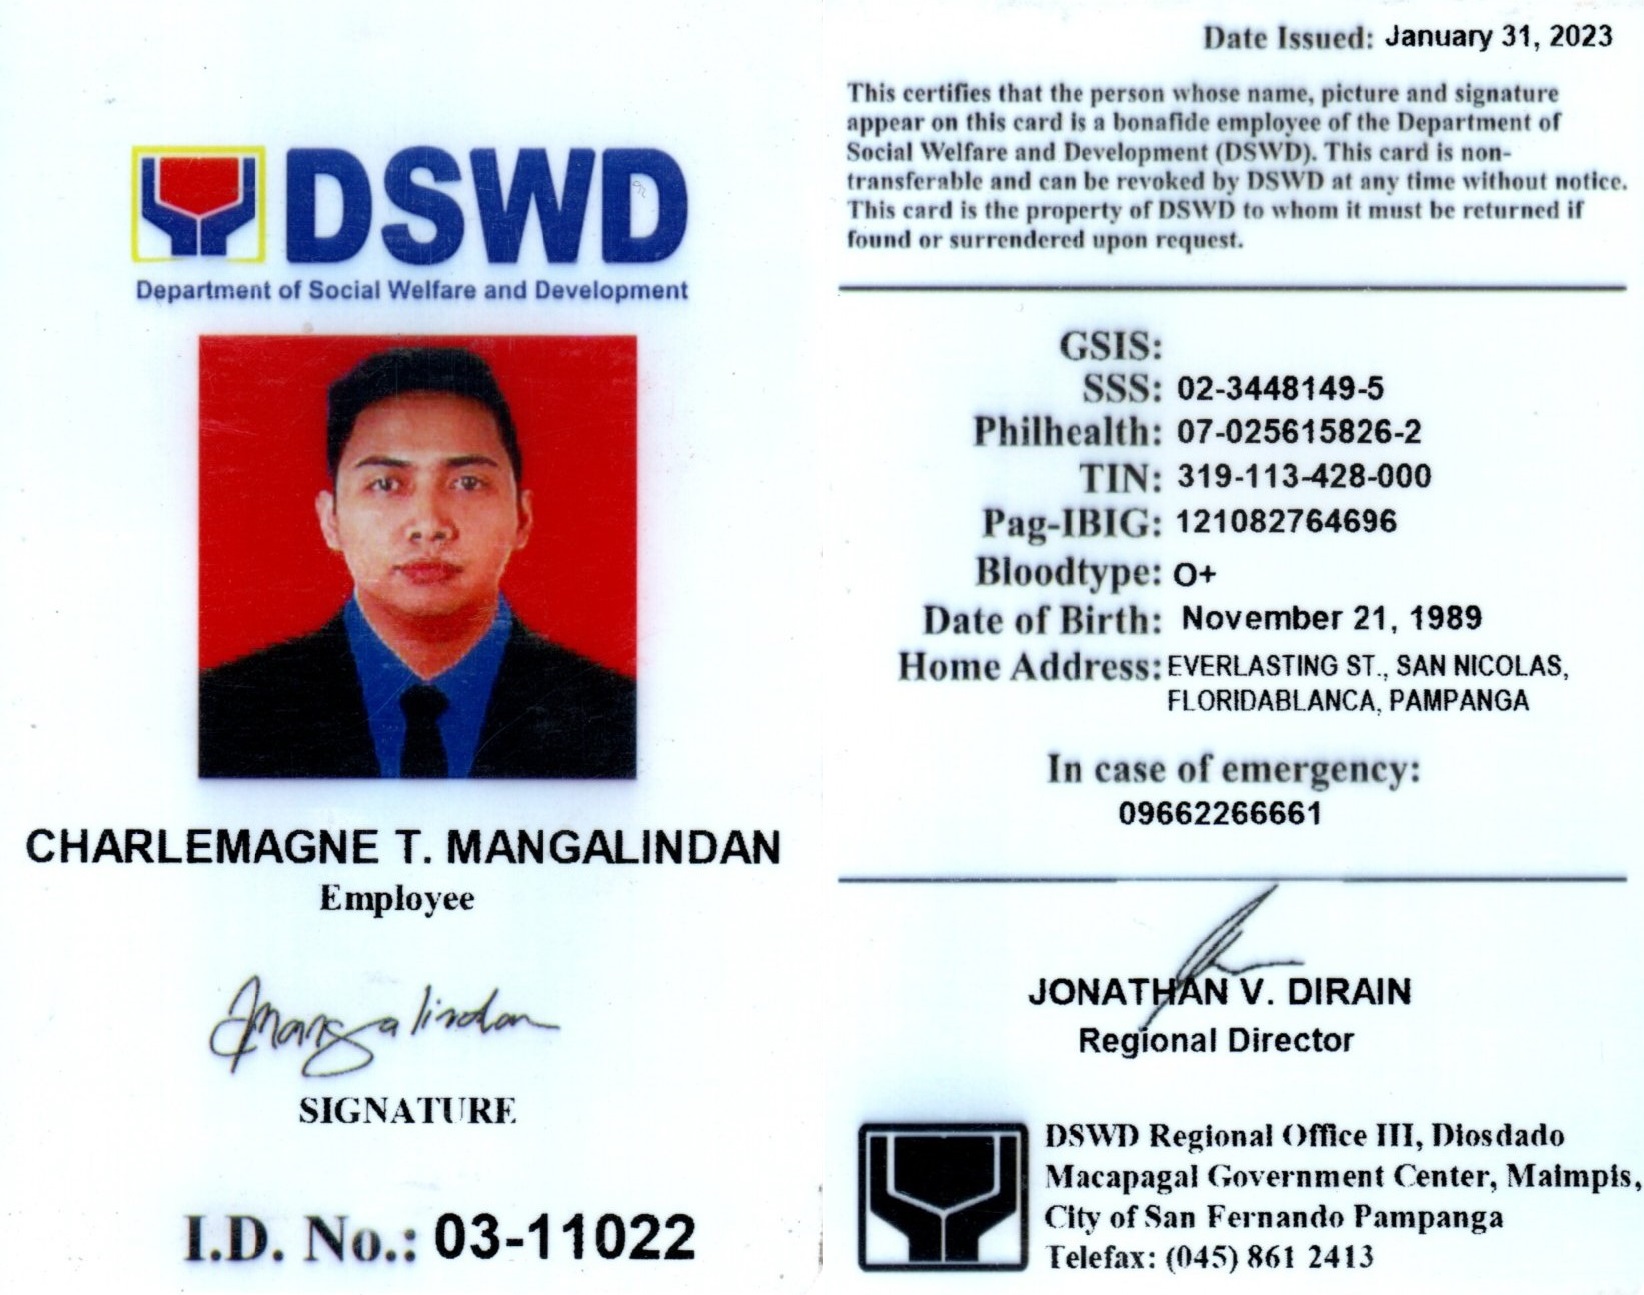 DSWD
Department of Social Welfare and Development
CHARLEMAGNE T. MANGALINDAN
Employee
Mangalindan
SIGNATURE
I.D. No.: 03-11022
Date Issued: January 31, 2023
This certifies that the person whose name, picture and signature
appear on this card is a bonafide employee of the Department of
Social Welfare and Development (DSWD). This card is non-
transferable and can be revoked by DSWD at any time without notice.
This card is the property of DSWD to whom it must be returned if
found or surrendered upon request.
GSIS:
SSS: 02-3448149-5
Philhealth: 07-025615826-2
TIN: 319-113-428-000
Pag-IBIG: 121082764696
Bloodtype: O+
Date of Birth: November 21, 1989
Home Address: EVERLASTING ST., SAN NICOLAS,
FLORIDABLANCA, PAMPANGA
In case of emergency:
09662266661
JONATHAN V. DIRAIN
Regional Director
DSWD Regional Office III, Diosdado
Macapagal Government Center, Maimpis,
City of San Fernando Pampanga
Telefax: (045) 861 2413